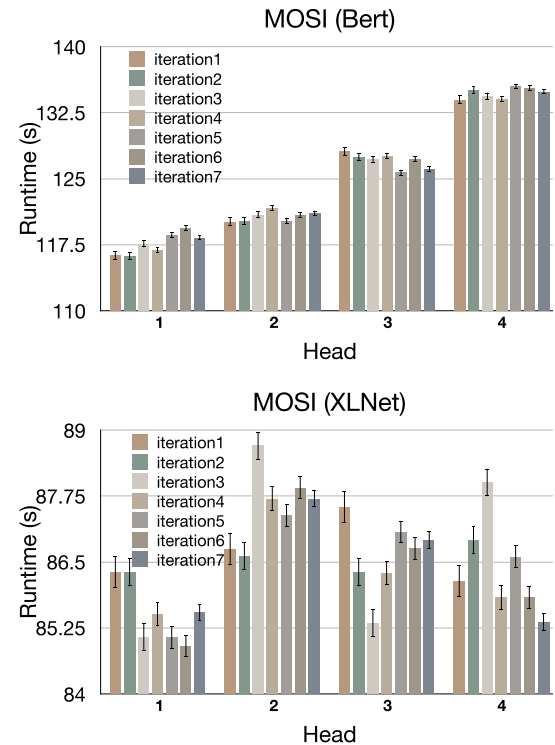 MOSI (Bert)
140
132.5
125
117.5
110
Runtime (s)
iteration1
iteration2
iteration3
iteration4
iteration5
iteration6
iteration7
1 2 3 4
Head
MOSI (XLNet)
89
87.75
86.5
85.25
84
Runtime (s)
iteration1
iteration2
iteration3
iteration4
iteration5
iteration6
iteration7
1 2 3 4
Head